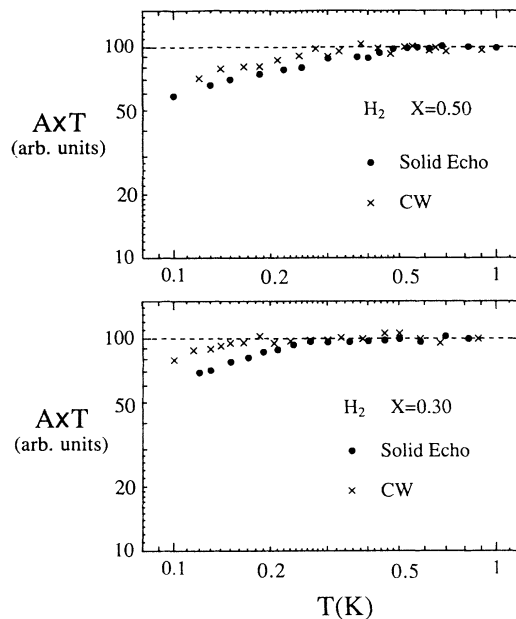 100
50
20
10
AxT
(arb. units)
H₂ X=0.50
● Solid Echo
× CW
0.1 0.2 0.5 1
100
50
20
10
AxT
(arb. units)
H₂ X=0.30
● Solid Echo
× CW
0.1 0.2 0.5 1
T(K)